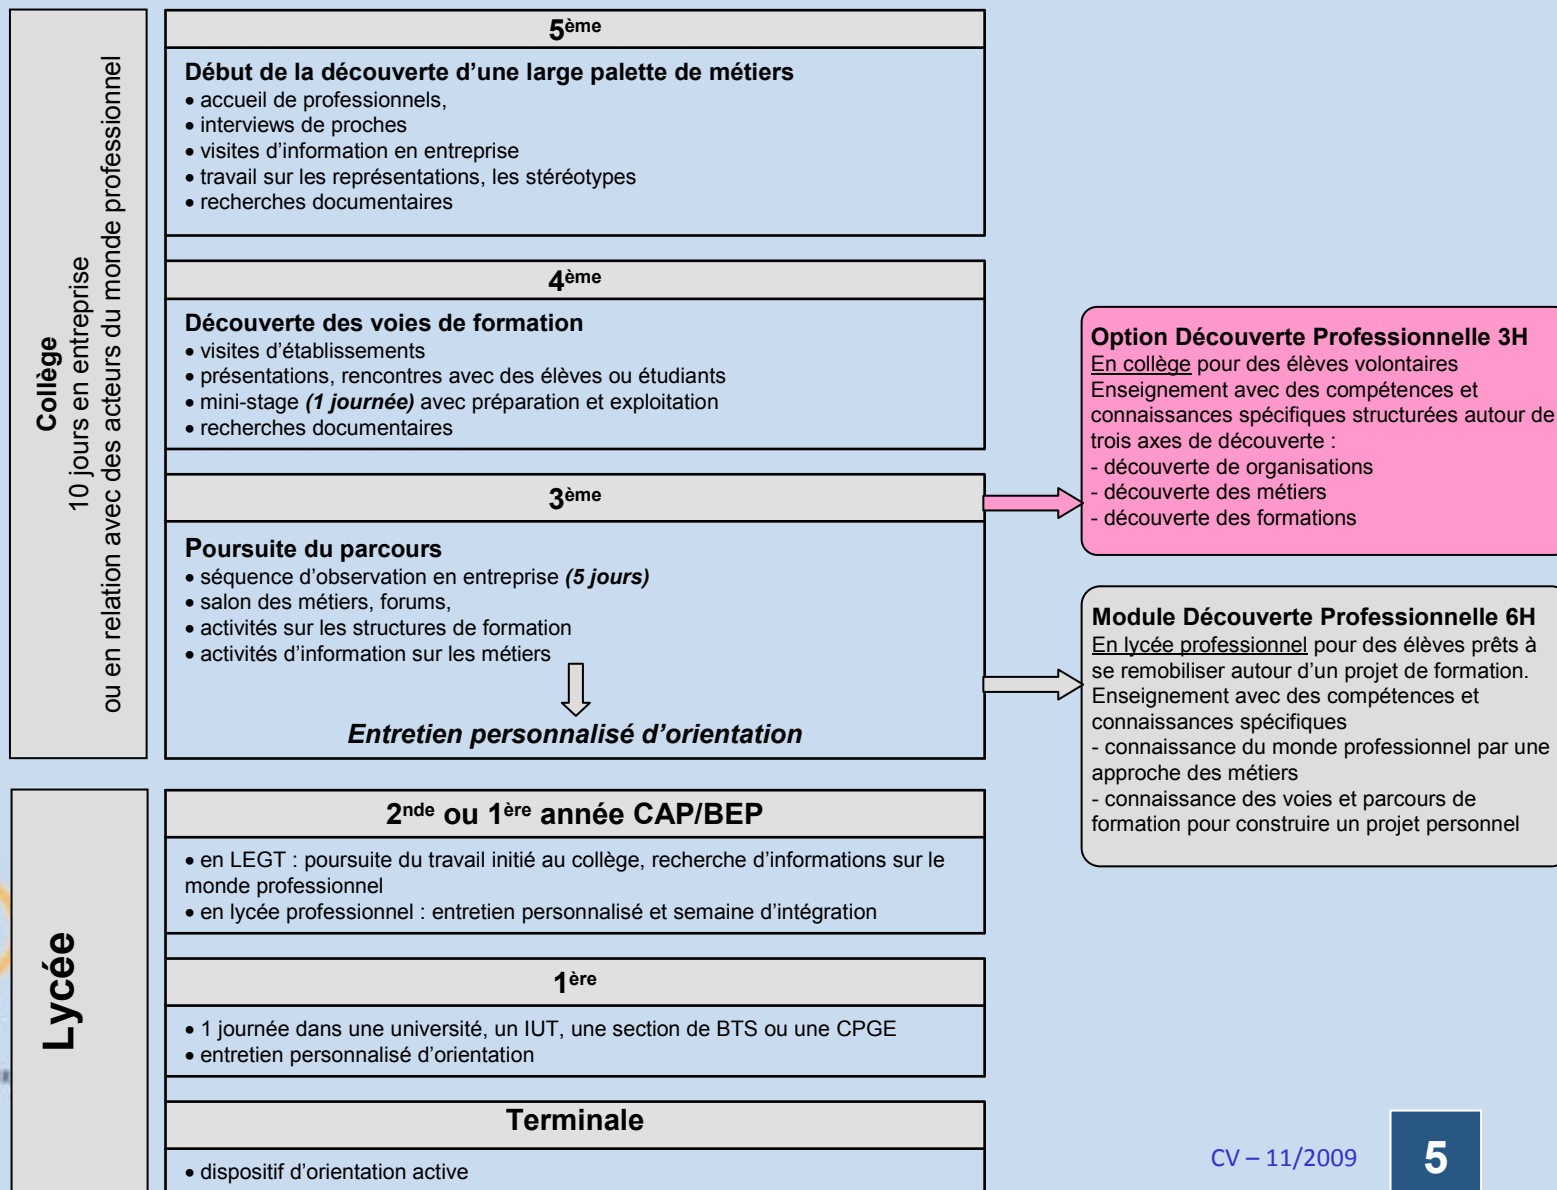 Collège
10 jours en entreprise
ou en relation avec des acteurs du monde professionnel
5ème
Début de la découverte d'une large palette de métiers
• accueil de professionnels,
• interviews de proches
• visites d'information en entreprise
• travail sur les représentations, les stéréotypes
• recherches documentaires
4ème
Découverte des voies de formation
• visites d'établissements
• présentations, rencontres avec des élèves ou étudiants
• mini-stage (1 journée) avec préparation et exploitation
• recherches documentaires
3ème
Poursuite du parcours
• séquence d'observation en entreprise (5 jours)
• salon des métiers, forums,
• activités sur les structures de formation
• activités d'information sur les métiers
Entretien personnalisé d'orientation
Option Découverte Professionnelle 3H
En collège pour des élèves volontaires
Enseignement avec des compétences et
connaissances spécifiques structurées autour de
trois axes de découverte :
- découverte de organisations
- découverte des métiers
- découverte des formations
Module Découverte Professionnelle 6H
En lycée professionnel pour des élèves prêts à
se remobiliser autour d'un projet de formation.
Enseignement avec des compétences et
connaissances spécifiques
- connaissance du monde professionnel par une
approche des métiers
- connaissance des voies et parcours de
formation pour construire un projet personnel
Lycée
2nde ou 1ère année CAP/BEP
• en LEGT : poursuite du travail initié au collège, recherche d'informations sur le
monde professionnel
• en lycée professionnel : entretien personnalisé et semaine d'intégration
1ère
• 1 journée dans une université, un IUT, une section de BTS ou une CPGE
• entretien personnalisé d'orientation
Terminale
• dispositif d'orientation active
CV – 11/2009
5